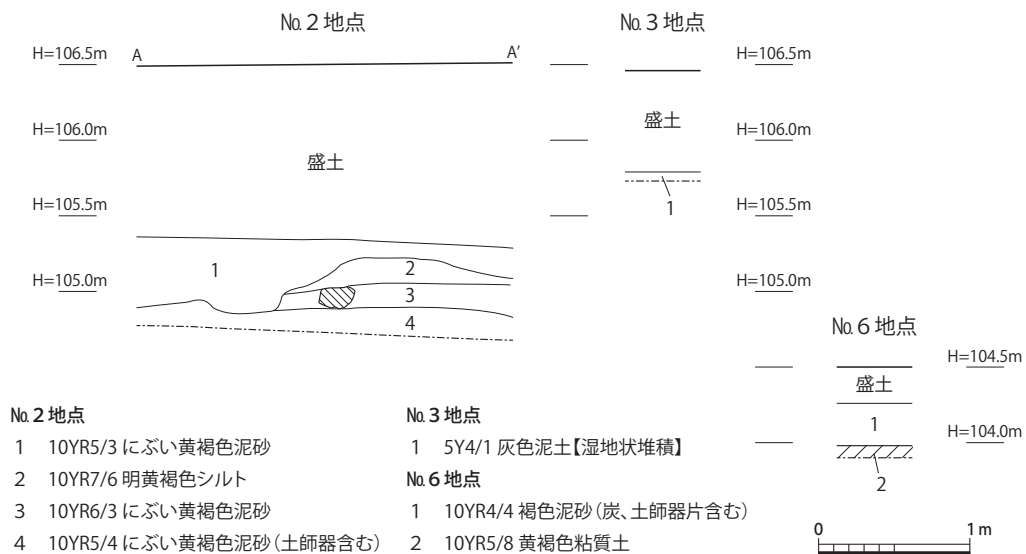 №2地点
№3地点
H=106.5m
A
A’
H=106.5m
H=106.0m
盛土
H=106.0m
盛土
H=105.5m
1
H=105.5m
1
2
H=105.0m
3
H=105.0m
4
№6地点
H=104.5m
盛土
1
H=104.0m
2
№2地点
1 10YR5/3 にぶい黄褐色泥砂
2 10YR7/6 明黄褐色シルト
3 10YR6/3 にぶい黄褐色泥砂
4 10YR5/4 にぶい黄褐色泥砂(土師器含む)
№3地点
1 5Y4/1 灰色泥土【湿地状堆積】
№6地点
1 10YR4/4 褐色泥砂(炭、土師器片含む)
2 10YR5/8 黄褐色粘質土
0 1m